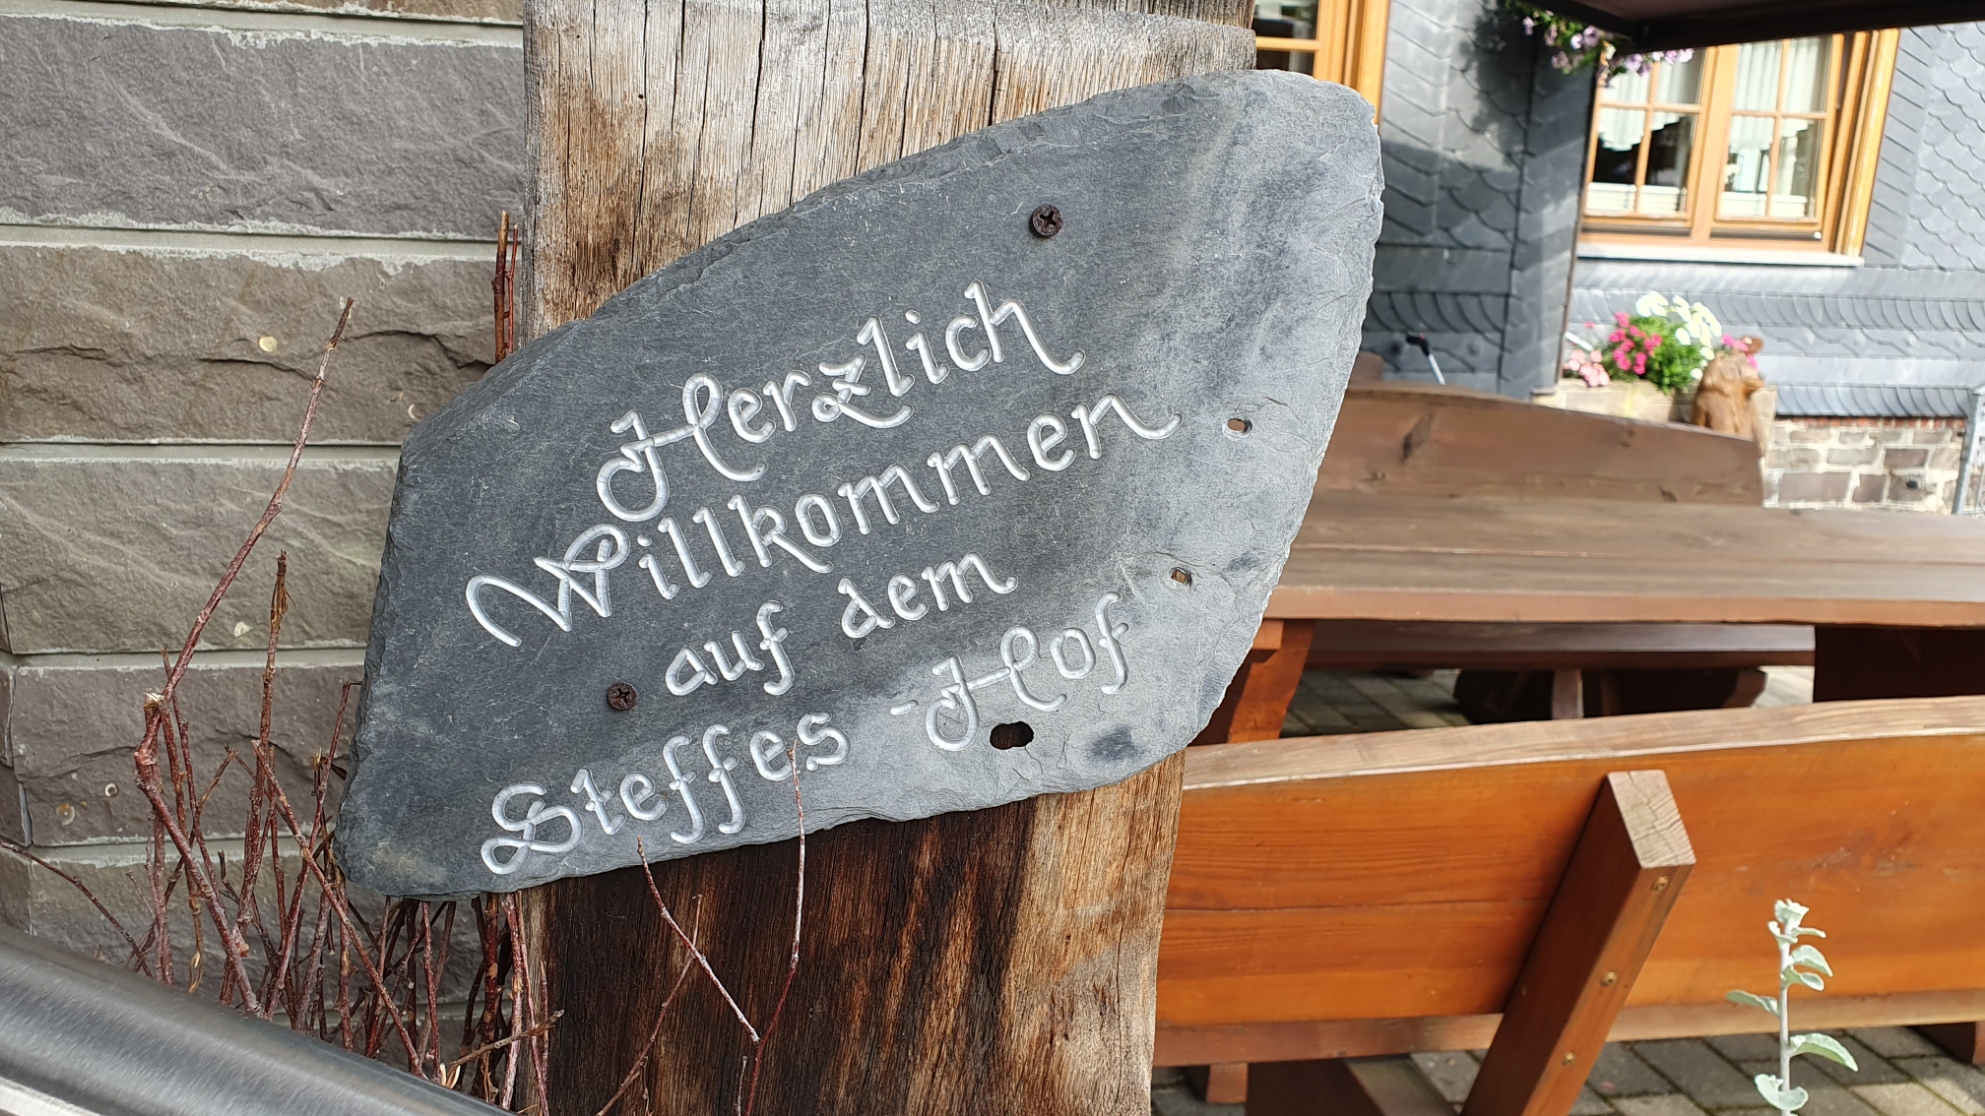 Herzlich
Willkommen
auf dem
Steffes-Hof